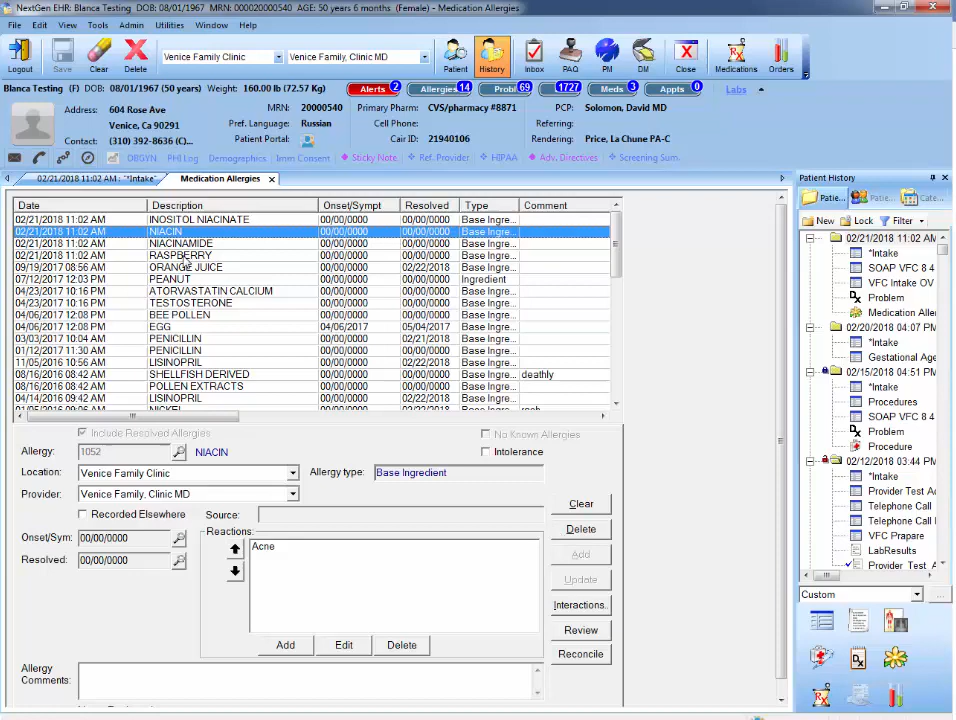 NextGen EHR: Blanca Testing DOB: 08/01/1967 MRN: 000020000540 AGE: 50 years 6 months (Female) - Medication Allergies
File Edit View Tools Admin Utilities Window Help
Venice Family Clinic Venice Family, Clinic MD
Logout Save Clear Delete Patient History Inbox PAQ PM DM Close Medications Orders
Blanca Testing (F) DOB: 08/01/1967 (50 years) Weight: 160.00 lb (72.57 Kg) Alerts 2 Allergies 14 Probl 69 1727 Meds 3 Appts 0 Labs
Address: 604 Rose Ave MRN: 20000540 Primary Pharm: CVS/pharmacy #8871 PCP: Solomon, David MD
Venice, Ca 90291 Pref. Language: Russian Cell Phone: Referring:
Contact: (310) 392-8636 (C)... Patient Portal: Cair ID: 21940106 Rendering: Price, La Chune PA-C
OBGYN PHI Log Demographics Imm Consent Sticky Note Ref. Provider HIPAA Adv. Directives Screening Sum.
02/21/2018 11:02 AM : "*Intake" Medication Allergies x Patient History
Date Description Onset/Sympt Resolved Type Comment
02/21/2018 11:02 AM INOSITOL NIACINATE 00/00/0000 00/00/0000 Base Ingre...
02/21/2018 11:02 AM NIACIN 00/00/0000 00/00/0000 Base Ingre...
02/21/2018 11:02 AM NIACINAMIDE 00/00/0000 00/00/0000 Base Ingre...
02/21/2018 11:02 AM RASPBERRY 00/00/0000 00/00/0000 Base Ingre...
09/19/2017 08:56 AM ORANGE JUICE 00/00/0000 02/22/2018 Base Ingre...
07/12/2017 12:03 PM PEANUT 00/00/0000 00/00/0000 Ingredient
04/23/2017 10:16 PM ATORVASTATIN CALCIUM 00/00/0000 00/00/0000 Base Ingre...
04/23/2017 10:16 PM TESTOSTERONE 00/00/0000 00/00/0000 Base Ingre...
04/06/2017 12:08 PM BEE POLLEN 00/00/0000 00/00/0000 Base Ingre...
04/06/2017 12:08 PM EGG 04/06/2017 05/04/2017 Base Ingre...
03/03/2017 10:04 AM PENICILLIN 00/00/0000 02/21/2018 Base Ingre...
01/12/2017 11:30 AM PENICILLIN 00/00/0000 00/00/0000 Base Ingre...
11/05/2016 10:56 AM LISINOPRIL 00/00/0000 02/22/2018 Base Ingre...
08/16/2016 08:42 AM SHELLFISH DERIVED 00/00/0000 00/00/0000 Base Ingre... deathly
08/16/2016 08:42 AM POLLEN EXTRACTS 00/00/0000 00/00/0000 Base Ingre...
04/14/2016 09:42 AM LISINOPRIL 00/00/0000 02/22/2018 Base Ingre...
01/05/2016 09:04 AM NICKEL 00/00/0000 00/00/0000 Base Ingre... rash
Include Resolved Allergies No Known Allergies
Allergy: 1052 NIACIN Intolerance
Location: Venice Family Clinic Allergy type: Base Ingredient
Provider: Venice Family, Clinic MD Clear
Recorded Elsewhere Source: Delete
Onset/Sym: 00/00/0000 Reactions: Add
Resolved: 00/00/0000 Acne Update
Interactions..
Review
Add Edit Delete Reconcile
Allergy Comments:
Patie... Patie... Cate...
New Lock Filter
02/21/2018 11:02 AM
*Intake
SOAP VFC 8 4
VFC Intake OV
Problem
Medication Aller
02/20/2018 04:07 PM
*Intake
Gestational Age
02/15/2018 04:51 PM
*Intake
Procedures
SOAP VFC 8 4
Problem
Procedure
02/12/2018 03:44 PM
*Intake
Provider Test Ac
Telephone Call
Telephone Call
VFC Prapare
LabResults
Provider_Test_A
Custom